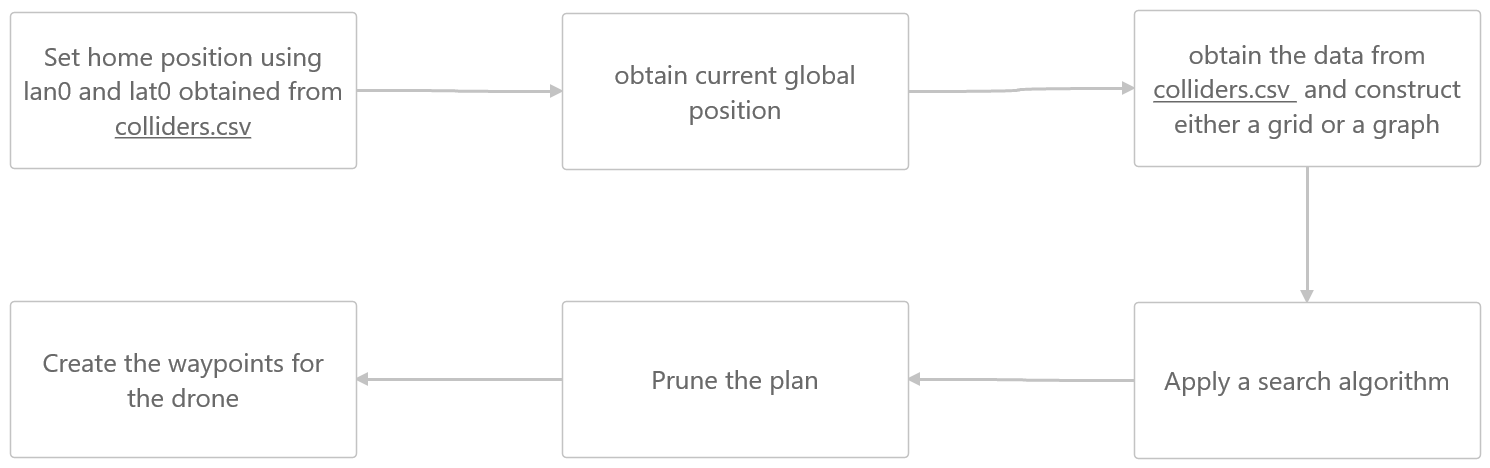 Set home position using
lan0 and lat0 obtained from
colliders.csv
obtain current global
position
obtain the data from
colliders.csv and construct
either a grid or a graph
Apply a search algorithm
Prune the plan
Create the waypoints for
the drone